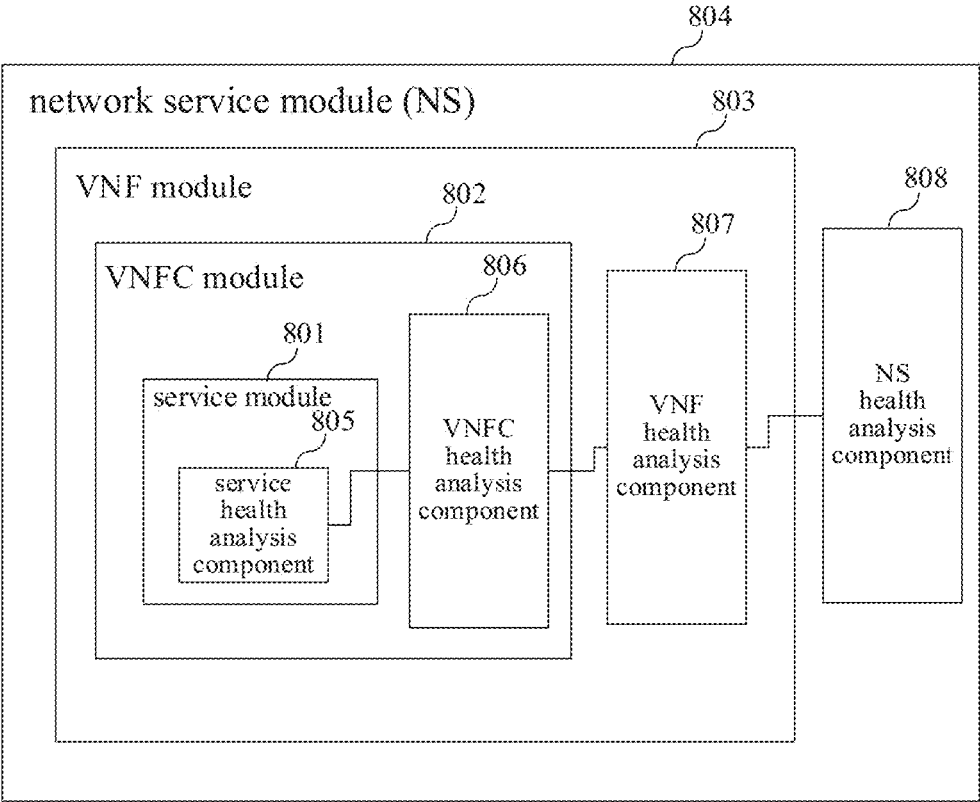 804
network service module (NS)
803
VNF module
808
802
807
VNFC module
806
801
service module
805
NS
health
analysis
component
VNF
health
analysis
component
VNFC
health
analysis
component
service
health
analysis
component